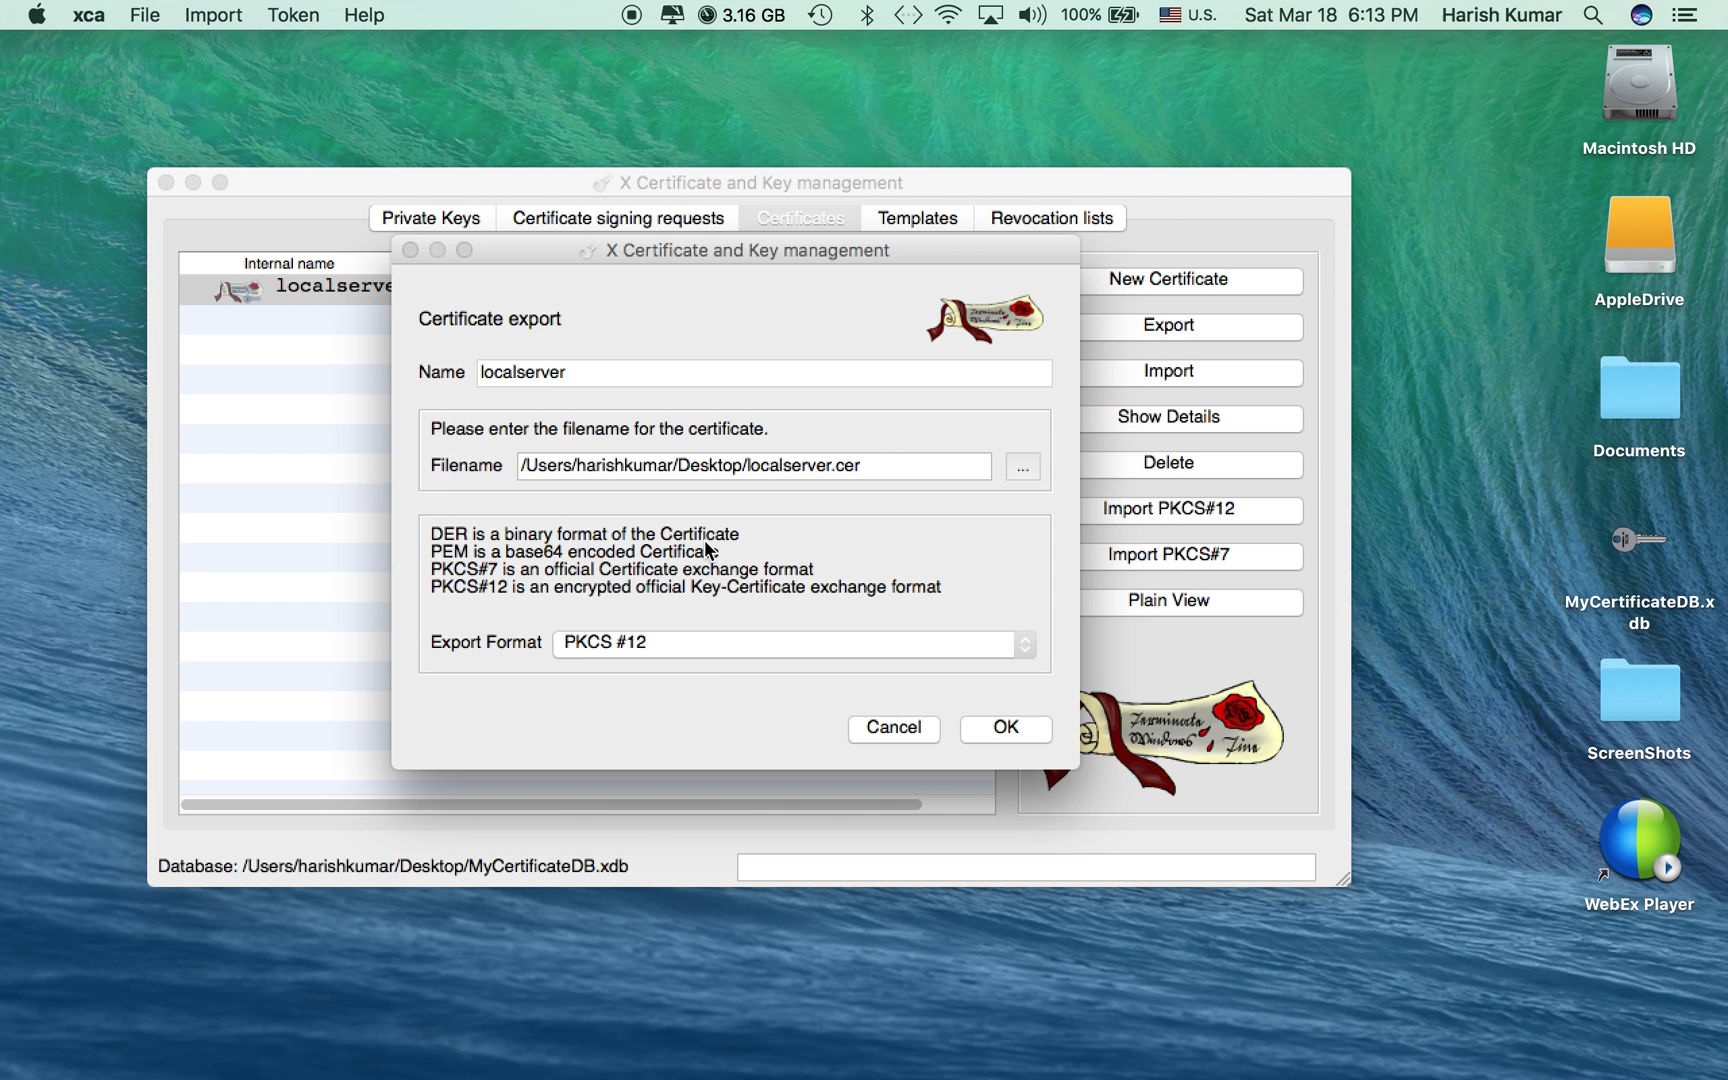 xca File Import Token Help 3.16 GB 100% U.S. Sat Mar 18 6:13 PM Harish Kumar
Macintosh HD
AppleDrive
Documents
MyCertificateDB.x
db
ScreenShots
WebEx Player
X Certificate and Key management
Private Keys Certificate signing requests Certificates Templates Revocation lists
Internal name
localserve
X Certificate and Key management
Certificate export
Name localserver
Please enter the filename for the certificate.
Filename /Users/harishkumar/Desktop/localserver.cer ...
DER is a binary format of the Certificate
PEM is a base64 encoded Certificate
PKCS#7 is an official Certificate exchange format
PKCS#12 is an encrypted official Key-Certificate exchange format
Export Format PKCS #12
Cancel OK
New Certificate
Export
Import
Show Details
Delete
Import PKCS#12
Import PKCS#7
Plain View
Terminate
Windows
Fine
Database: /Users/harishkumar/Desktop/MyCertificateDB.xdb